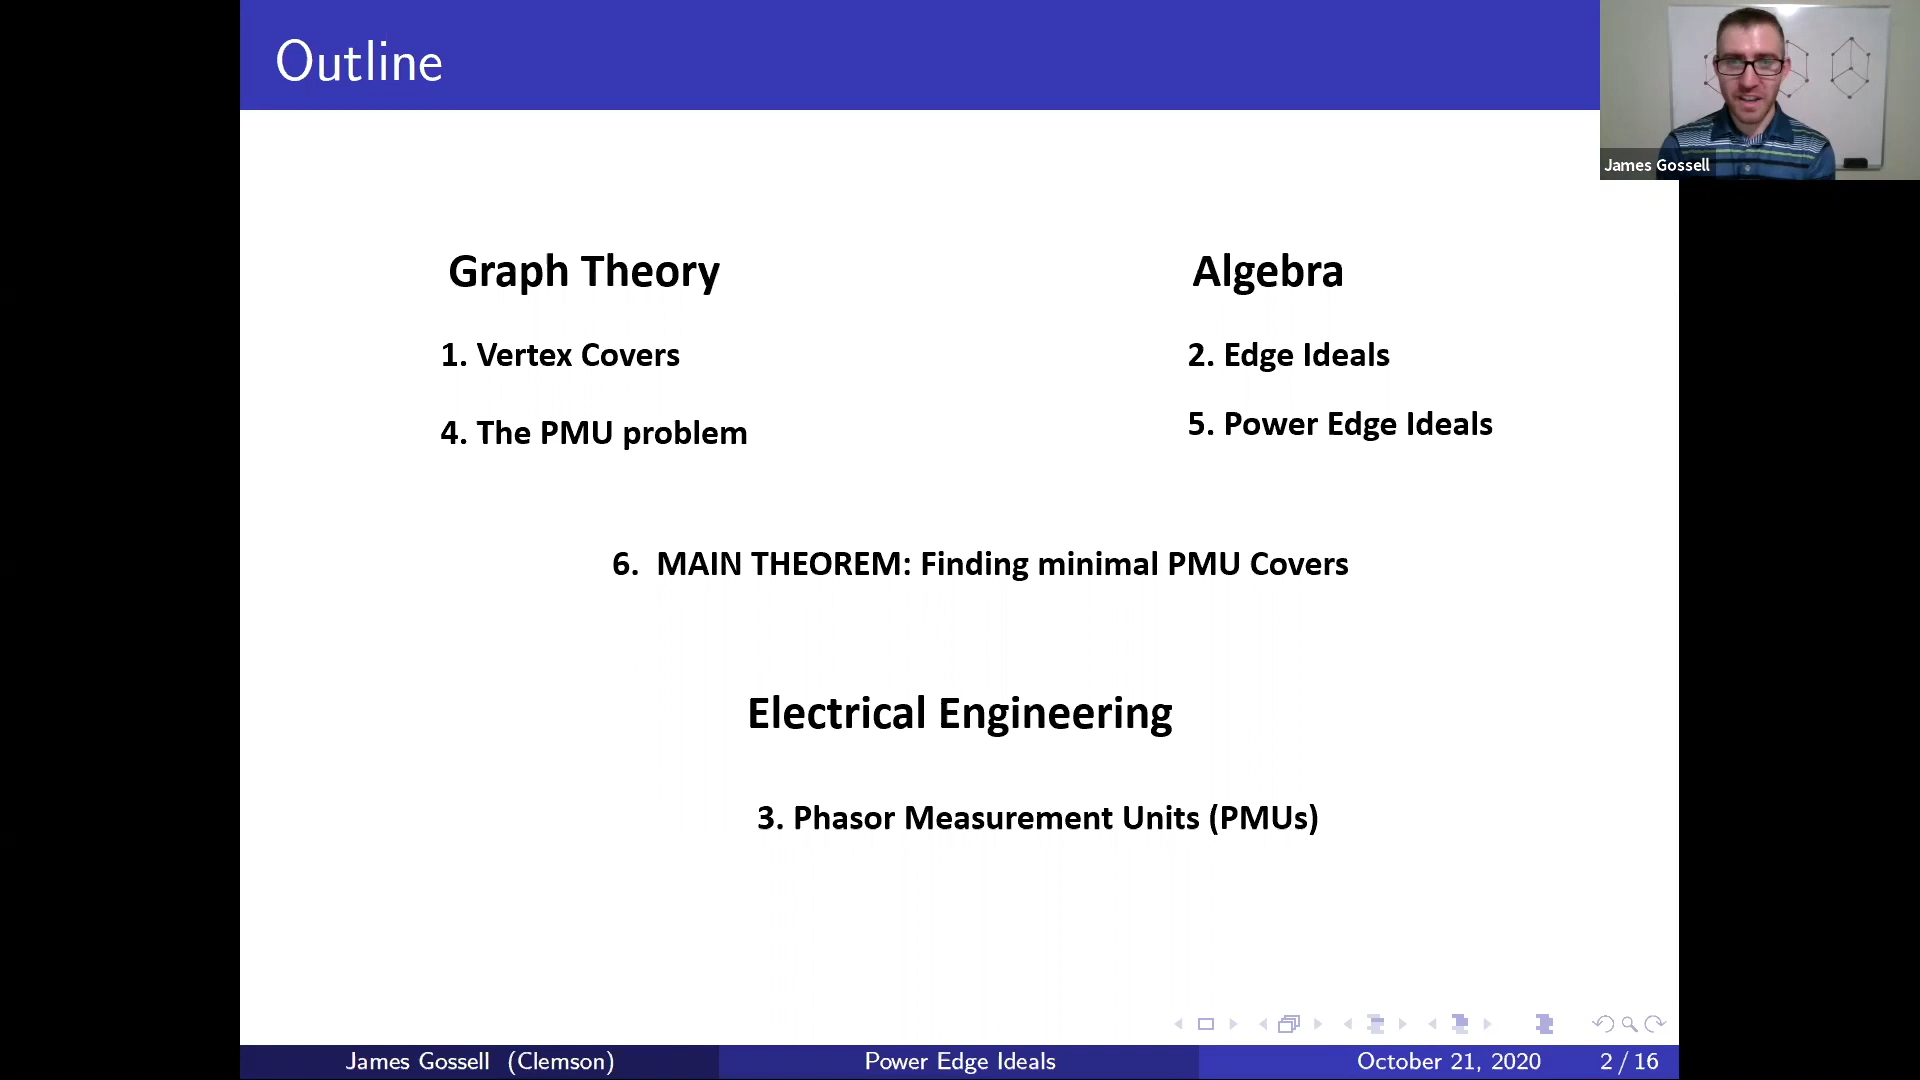 Outline
James Gossell
Graph Theory
Algebra
1. Vertex Covers
2. Edge Ideals
4. The PMU problem
5. Power Edge Ideals
6. MAIN THEOREM: Finding minimal PMU Covers
Electrical Engineering
3. Phasor Measurement Units (PMUs)
James Gossell (Clemson)
Power Edge Ideals
October 21, 2020
2 / 16